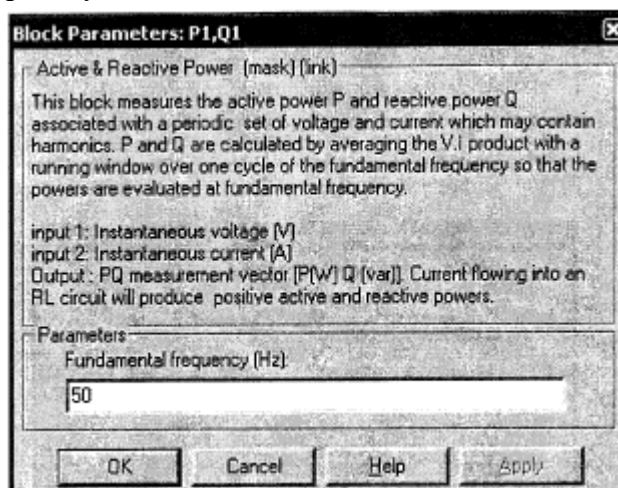 Block Parameters: P1,Q1
Active & Reactive Power (mask) (link)
This block measures the active power P and reactive power Q
associated with a periodic set of voltage and current which may contain
harmonics. P and Q are calculated by averaging the V.I product with a
running window over one cycle of the fundamental frequency so that the
powers are evaluated at fundamental frequency.
input 1: Instantaneous voltage (V)
input 2: Instantaneous current (A)
Output : PQ measurement vector [P(W) Q (var)]. Current flowing into an
RL circuit will produce positive active and reactive powers.
Parameters
Fundamental frequency (Hz)
50
OK Cancel Help Apply